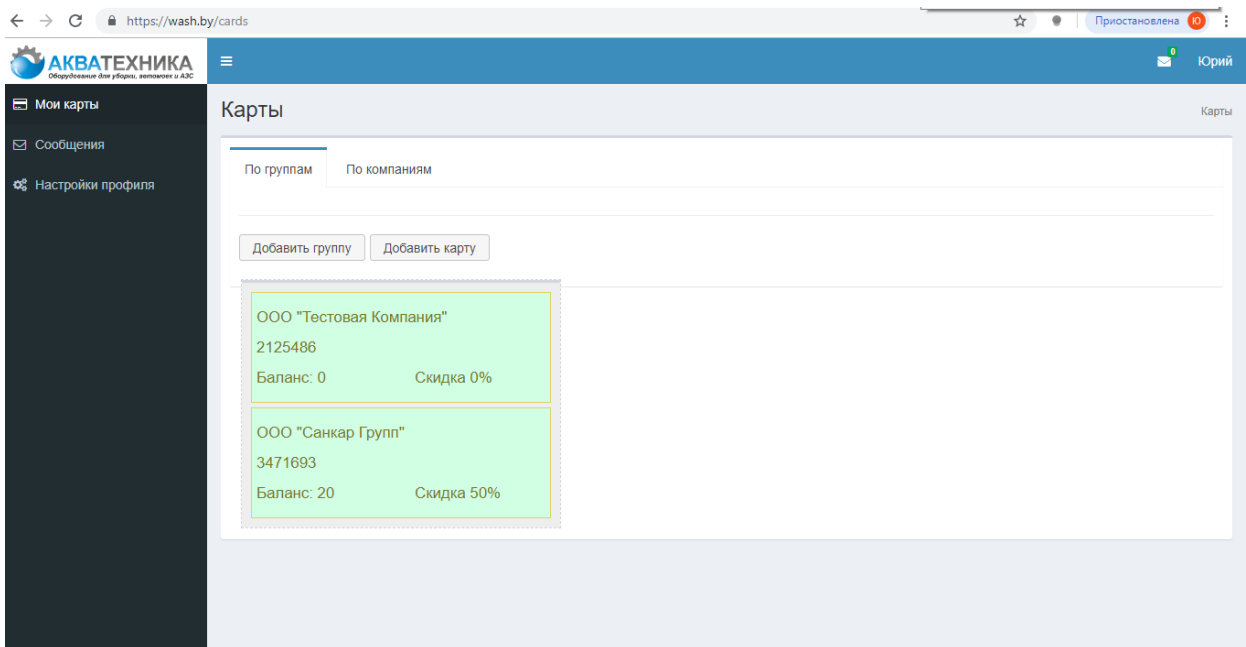 https://wash.by/cards
Приостановлена Ю
АКВАТЕХНИКА
Оборудование для уборки, автомоек и АЗС
0
Юрий
Мои карты
Сообщения
Настройки профиля
Карты
Карты
По группам По компаниям
Добавить группу Добавить карту
ООО "Тестовая Компания"
2125486
Баланс: 0 Скидка 0%
ООО "Санкар Групп"
3471693
Баланс: 20 Скидка 50%